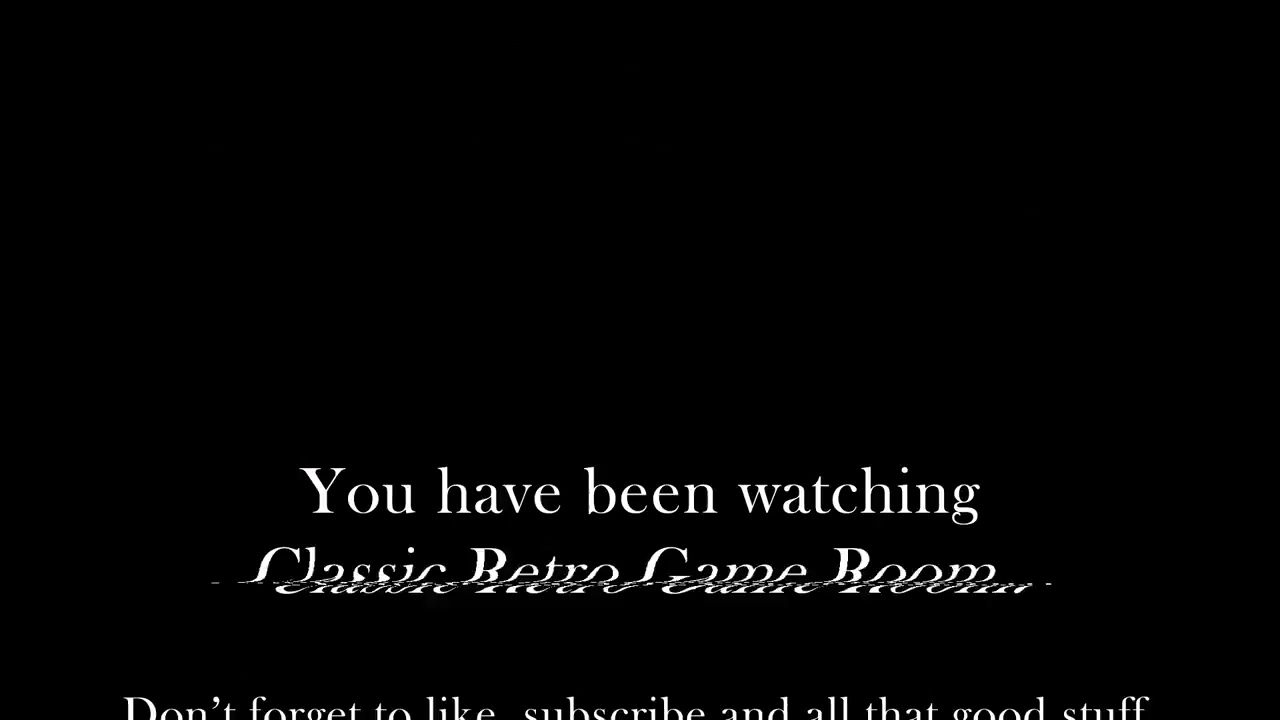 You have been watching
Classic Retro Game Room...
Don't forget to like, subscribe and all that good stuff